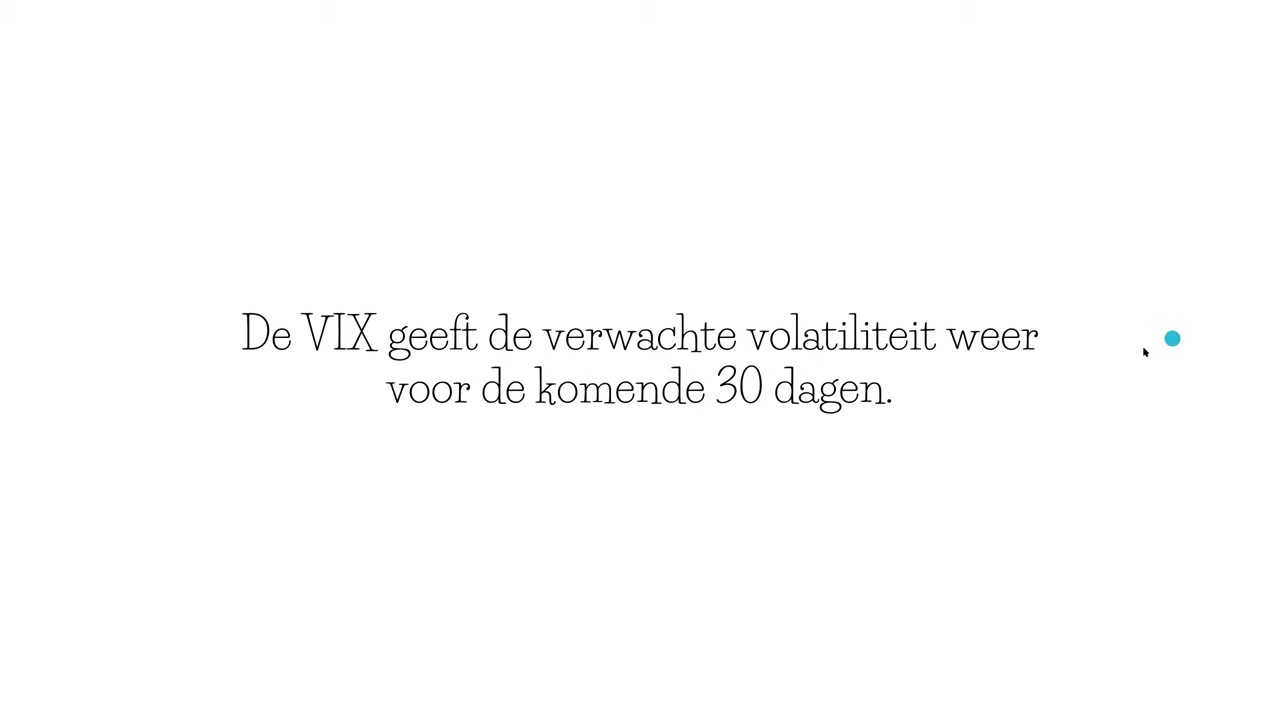 De VIX geeft de verwachte volatiliteit weer
voor de komende 30 dagen.